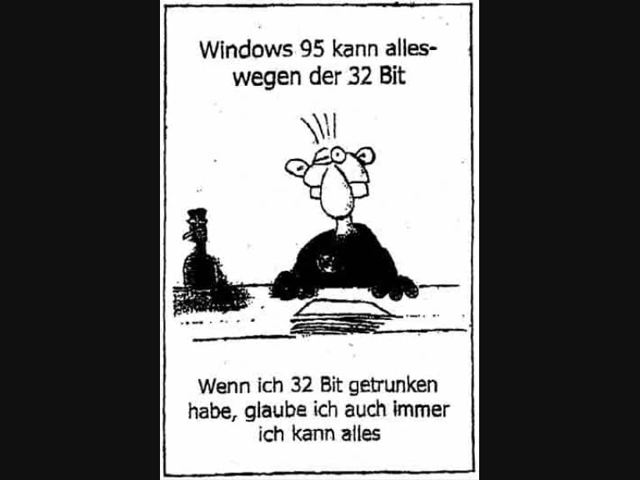 Windows 95 kann alles-
wegen der 32 Bit
Wenn ich 32 Bit getrunken
habe, glaube ich auch immer
ich kann alles